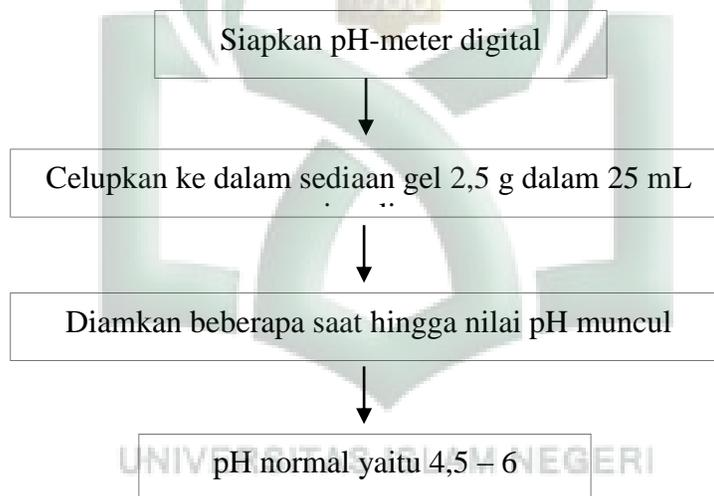 Siapkan pH-meter digital
Celupkan ke dalam sediaan gel 2,5 g dalam 25 mL
Diamkan beberapa saat hingga nilai pH muncul
pH normal yaitu 4,5 – 6
UNIVERSITAS ISLAM NEGERI